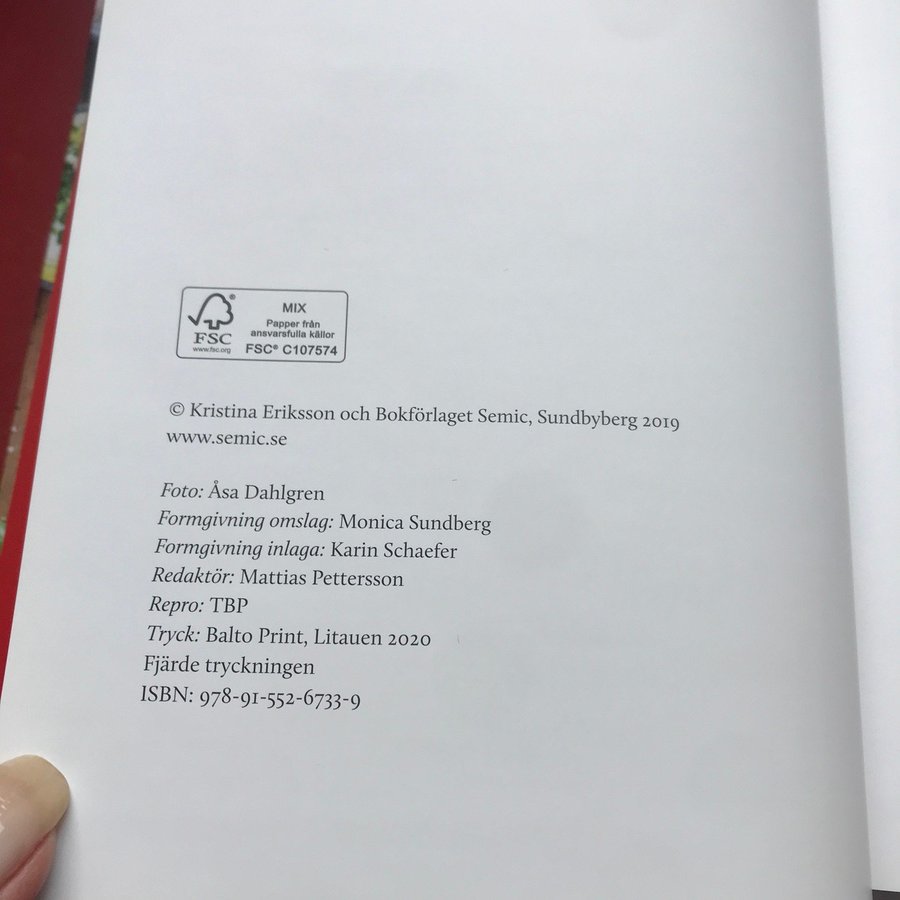 MIX
Papper från
ansvarsfulla källor
FSC® C107574
®
FSC
www.fsc.org
© Kristina Eriksson och Bokförlaget Semic, Sundbyberg 2019
www.semic.se
Foto: Åsa Dahlgren
Formgivning omslag: Monica Sundberg
Formgivning inlaga: Karin Schaefer
Redaktör: Mattias Pettersson
Repro: TBP
Tryck: Balto Print, Litauen 2020
Fjärde tryckningen
ISBN: 978-91-552-6733-9